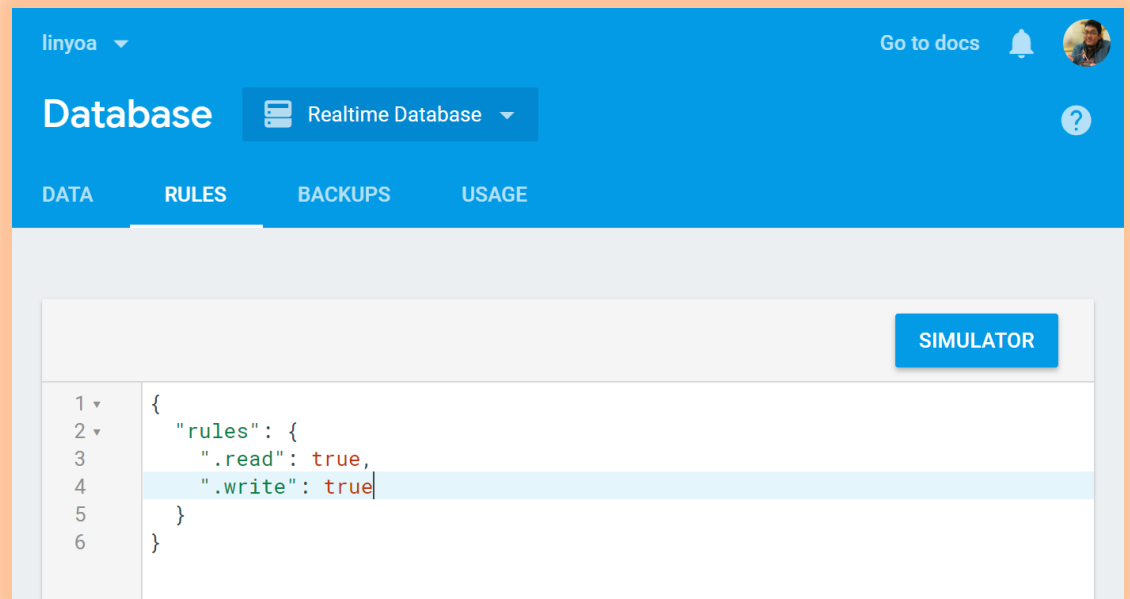 linyoa Go to docs
Database Realtime Database ?
DATA RULES BACKUPS USAGE
SIMULATOR
1 {
2 "rules": {
3 ".read": true,
4 ".write": true
5 }
6 }